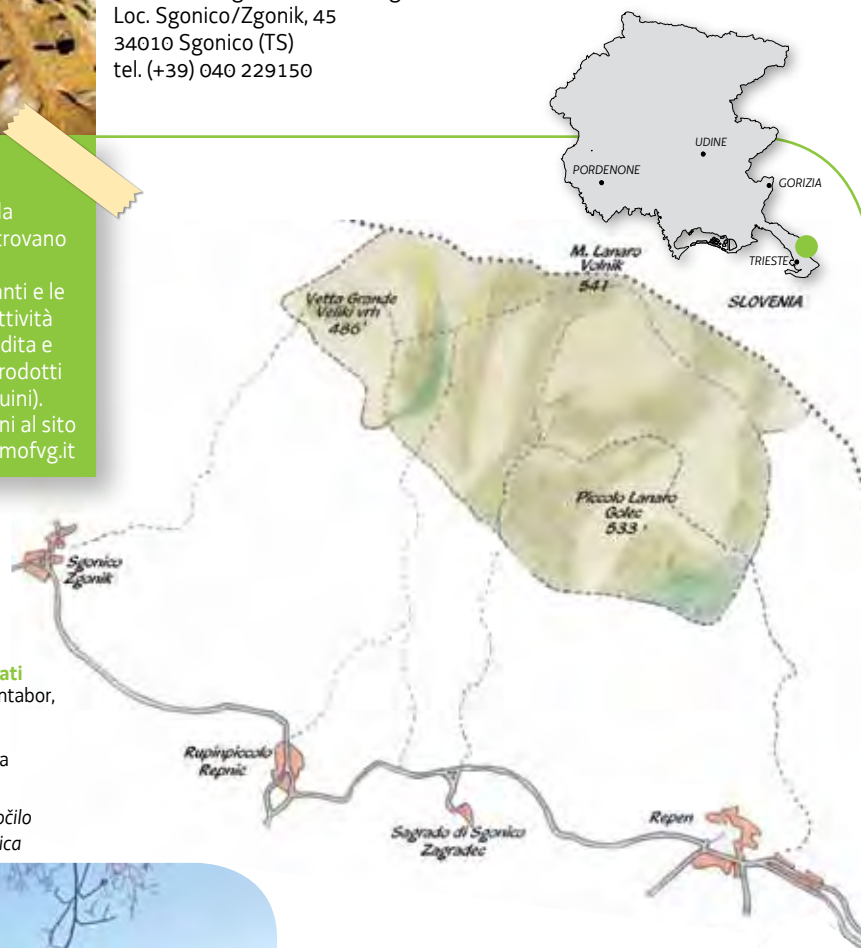 Loc. Sgonico/Zgonik, 45
34010 Sgonico (TS)
tel. (+39) 040 229150
UDINE
PORDENONE
GORIZIA
TRIESTE
SLOVENIA
trovano
anti e le
ttività
dita e
rodotti
uini).
ni al sito
mofvg.it
M. Lanaro
Volnik
541
Vetta Grande
Veliki vrh
486
Piccolo Lanaro
Golec
533
Sgonico
Zgonik
ati
ntabor,
a
očilo
ica
Rupinpiccolo
Repnic
Sagrado di Sgonico
Zagradec
Repen